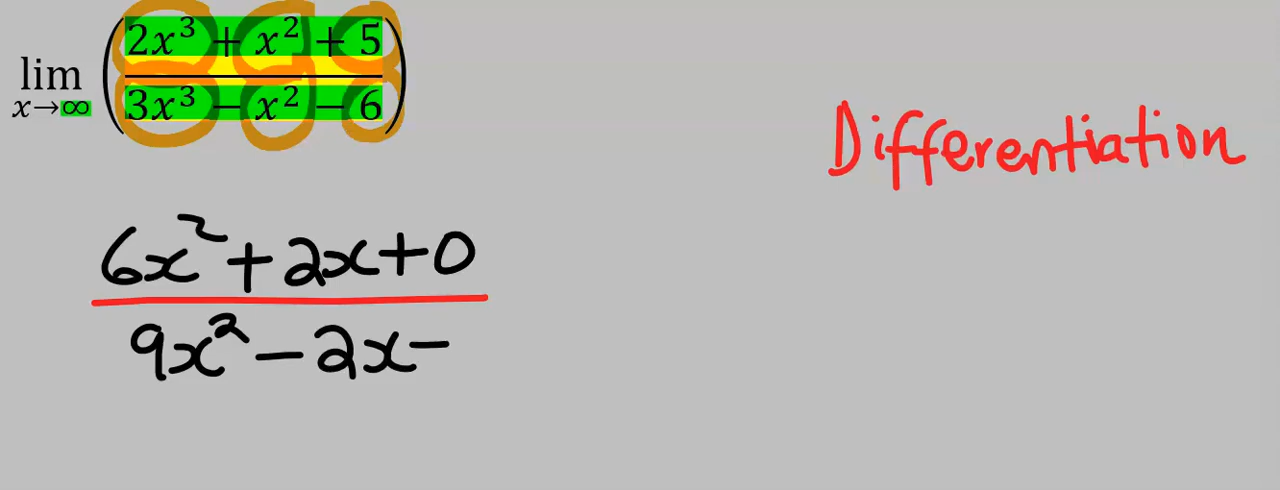 lim x→∞ (2x³ + x² + 5 / 3x³ − x² − 6)
Differentiation
6x² + 2x + 0
9x² − 2x −